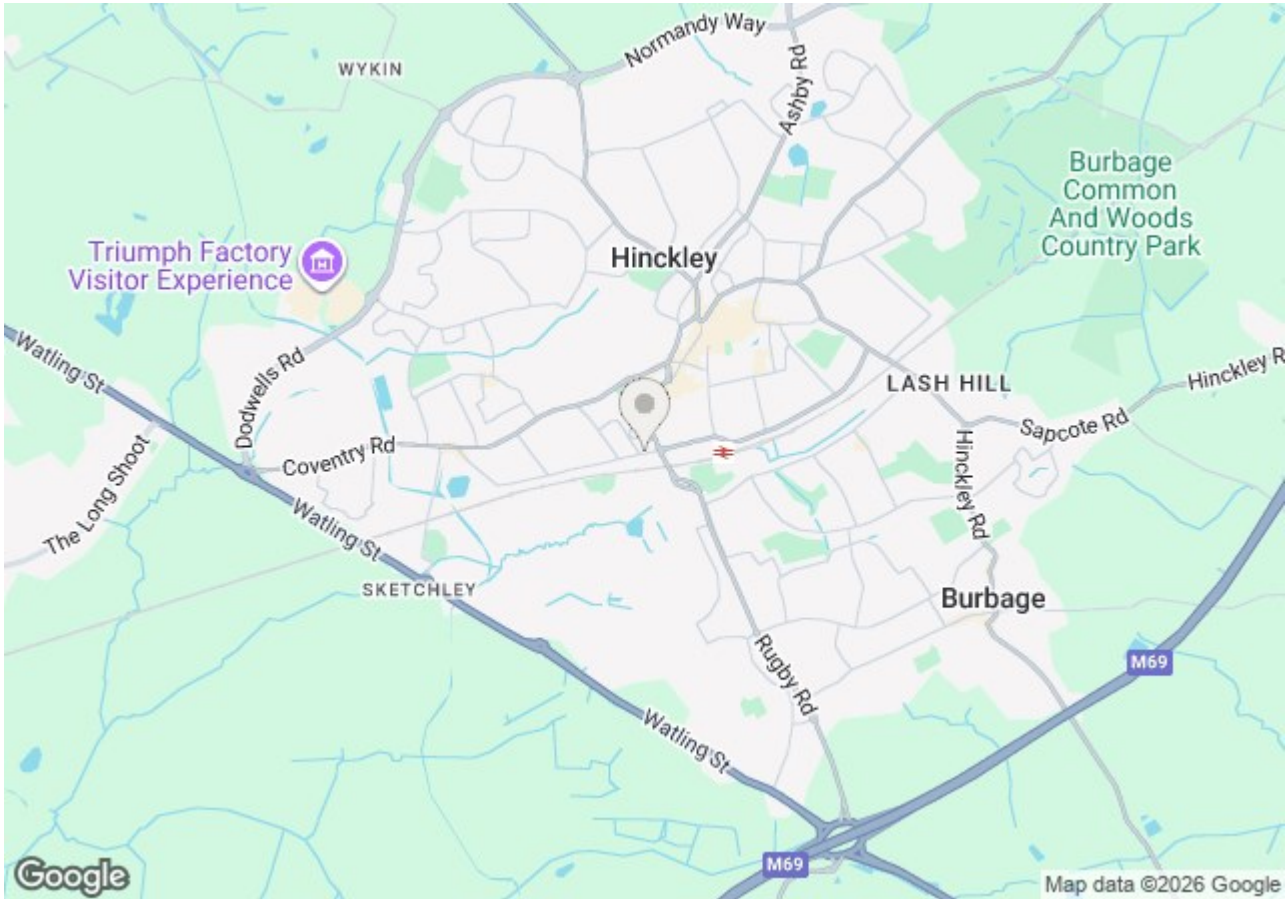 Normandy Way
WYKIN
Ashby Rd
Burbage
Common
And Woods
Country Park
Triumph Factory
Visitor Experience
Hinckley
Watling St
Dodwells Rd
LASH HILL
Hinckley R
Sapcote Rd
Coventry Rd
The Long Shoot
Hinckley Rd
Watling St
SKETCHLEY
Burbage
Rugby Rd
M69
Watling St
M69
Google
Map data ©2026 Google